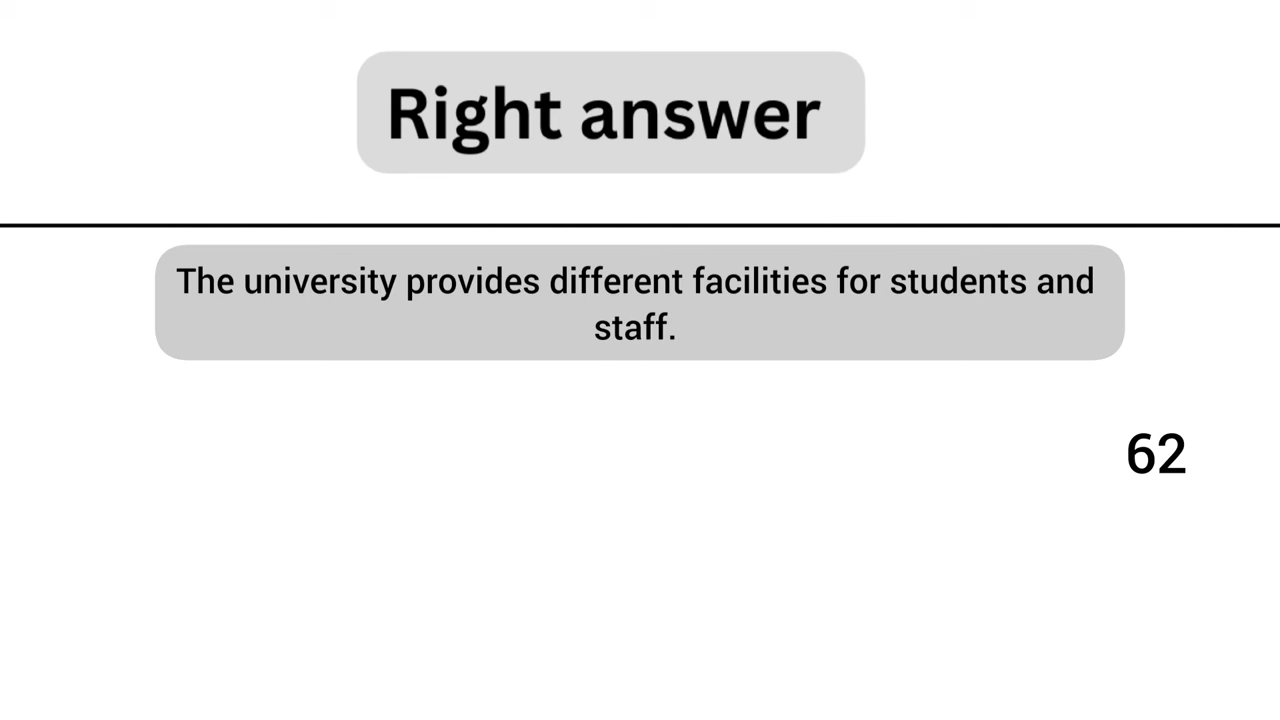 Right answer
The university provides different facilities for students and
staff.
62